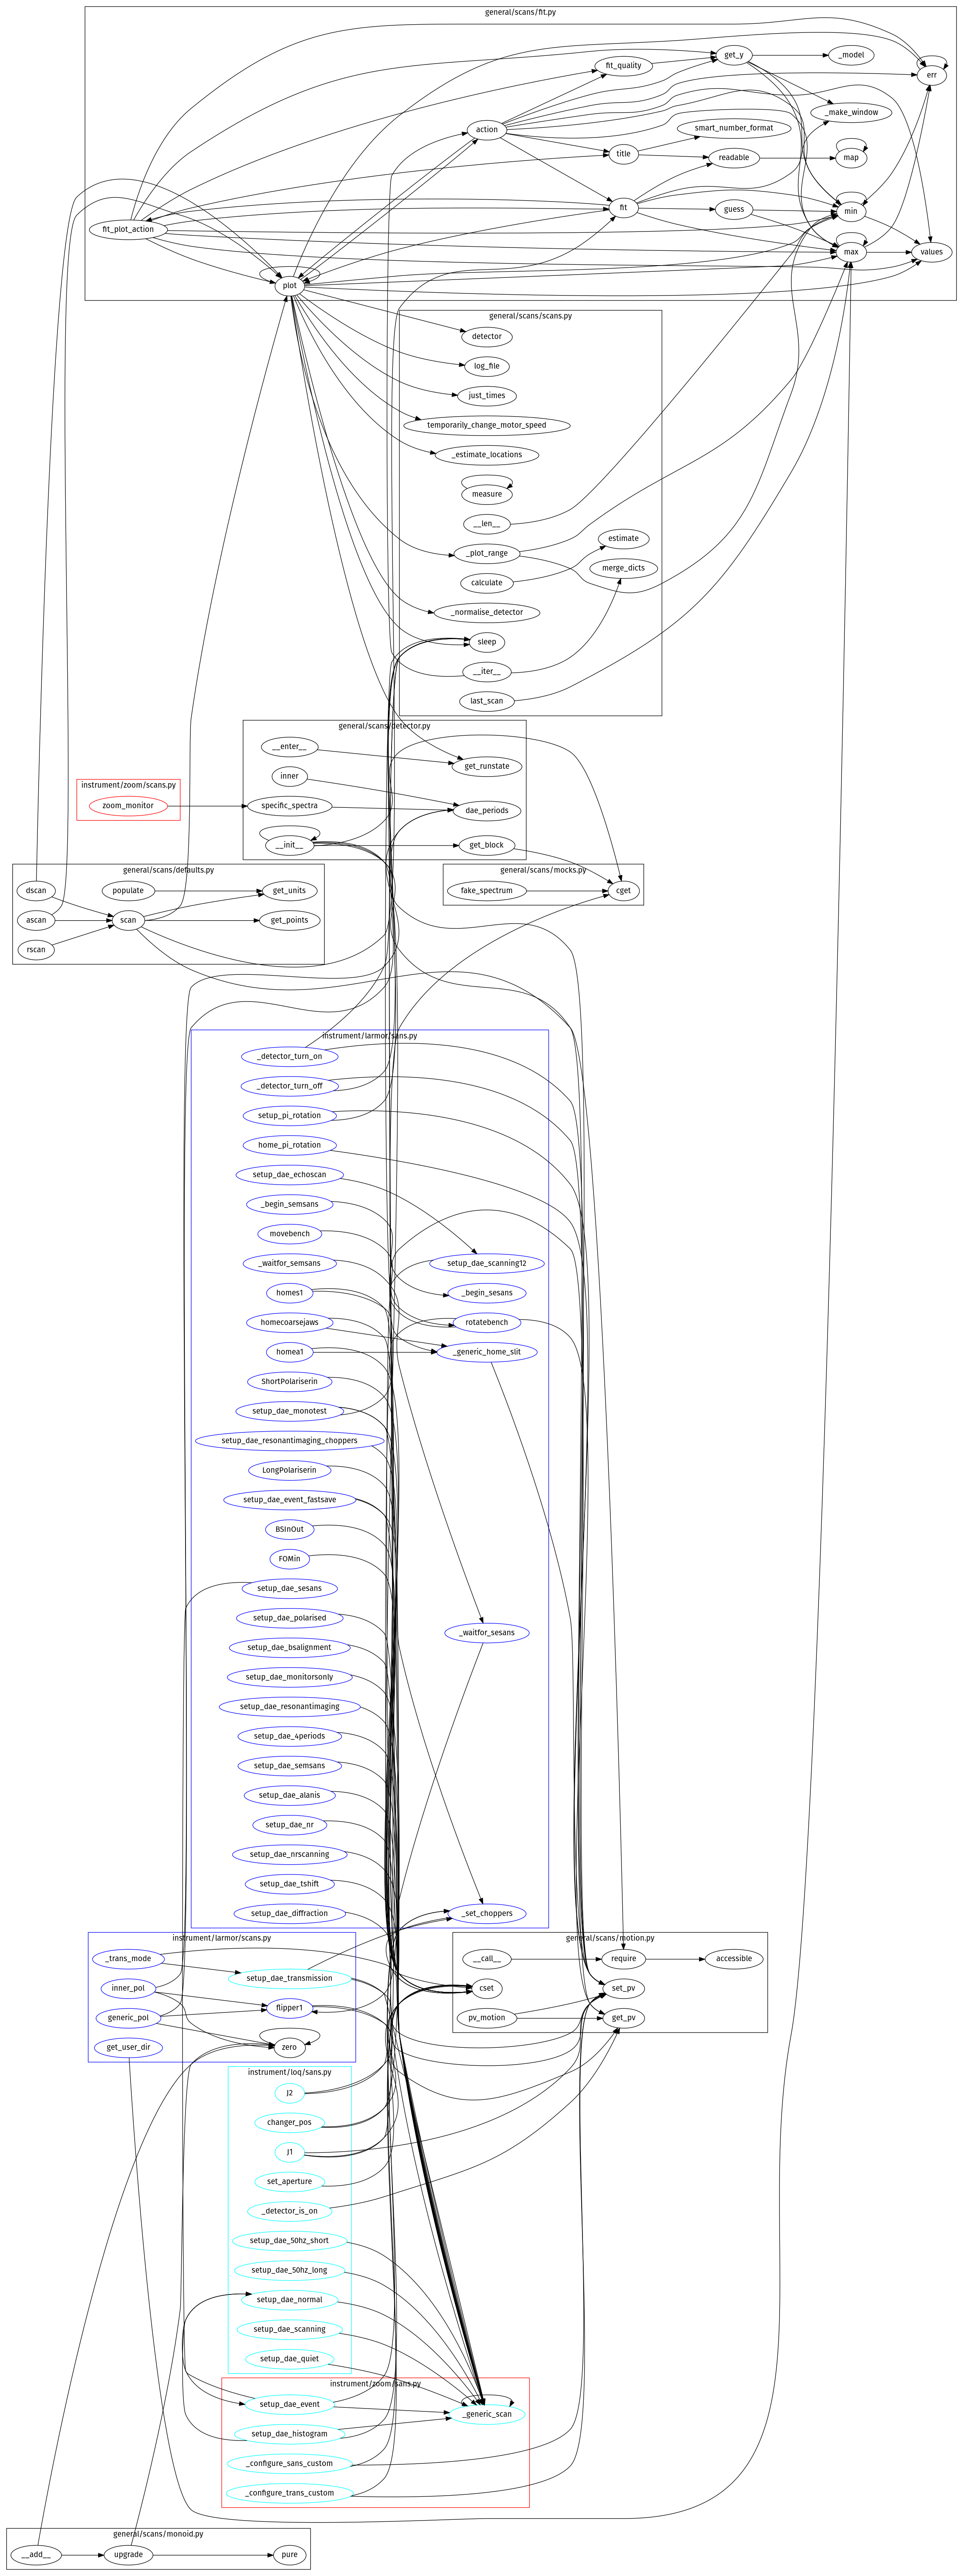 general/scans/fit.py
get_y
_model
fit_quality
err
_make_window
action
smart_number_format
title
readable
map
fit
guess
min
fit_plot_action
max
values
plot
general/scans/scans.py
detector
log_file
just_times
temporarily_change_motor_speed
_estimate_locations
measure
__len__
estimate
_plot_range
merge_dicts
calculate
_normalise_detector
sleep
__iter__
last_scan
general/scans/detector.py
__enter__
get_runstate
inner
instrument/zoom/scans.py
zoom_monitor
specific_spectra
dae_periods
__init__
get_block
general/scans/defaults.py
general/scans/mocks.py
dscan
populate
get_units
fake_spectrum
cget
ascan
scan
get_points
rscan
instrument/larmor/sans.py
_detector_turn_on
_detector_turn_off
setup_pi_rotation
home_pi_rotation
setup_dae_echoscan
_begin_semsans
movebench
_waitfor_semsans
setup_dae_scanning12
homes1
_begin_sesans
homecoarsejaws
rotatebench
homea1
_generic_home_slit
ShortPolariserin
setup_dae_monotest
setup_dae_resonantimaging_choppers
LongPolariserin
setup_dae_event_fastsave
BSInOut
FOMin
setup_dae_sesans
setup_dae_polarised
_waitfor_sesans
setup_dae_bsalignment
setup_dae_monitorsonly
setup_dae_resonantimaging
setup_dae_4periods
setup_dae_semsans
setup_dae_alanis
setup_dae_nr
setup_dae_nrscanning
setup_dae_tshift
setup_dae_diffraction
_set_choppers
instrument/larmor/scans.py
general/scans/motion.py
_trans_mode
__call__
require
accessible
setup_dae_transmission
inner_pol
cset
set_pv
flipper1
generic_pol
pv_motion
get_pv
get_user_dir
zero
instrument/loq/sans.py
J2
changer_pos
J1
set_aperture
_detector_is_on
setup_dae_50hz_short
setup_dae_50hz_long
setup_dae_normal
setup_dae_scanning
setup_dae_quiet
instrument/zoom/sans.py
setup_dae_event
_generic_scan
setup_dae_histogram
_configure_sans_custom
_configure_trans_custom
general/scans/monoid.py
__add__
upgrade
pure